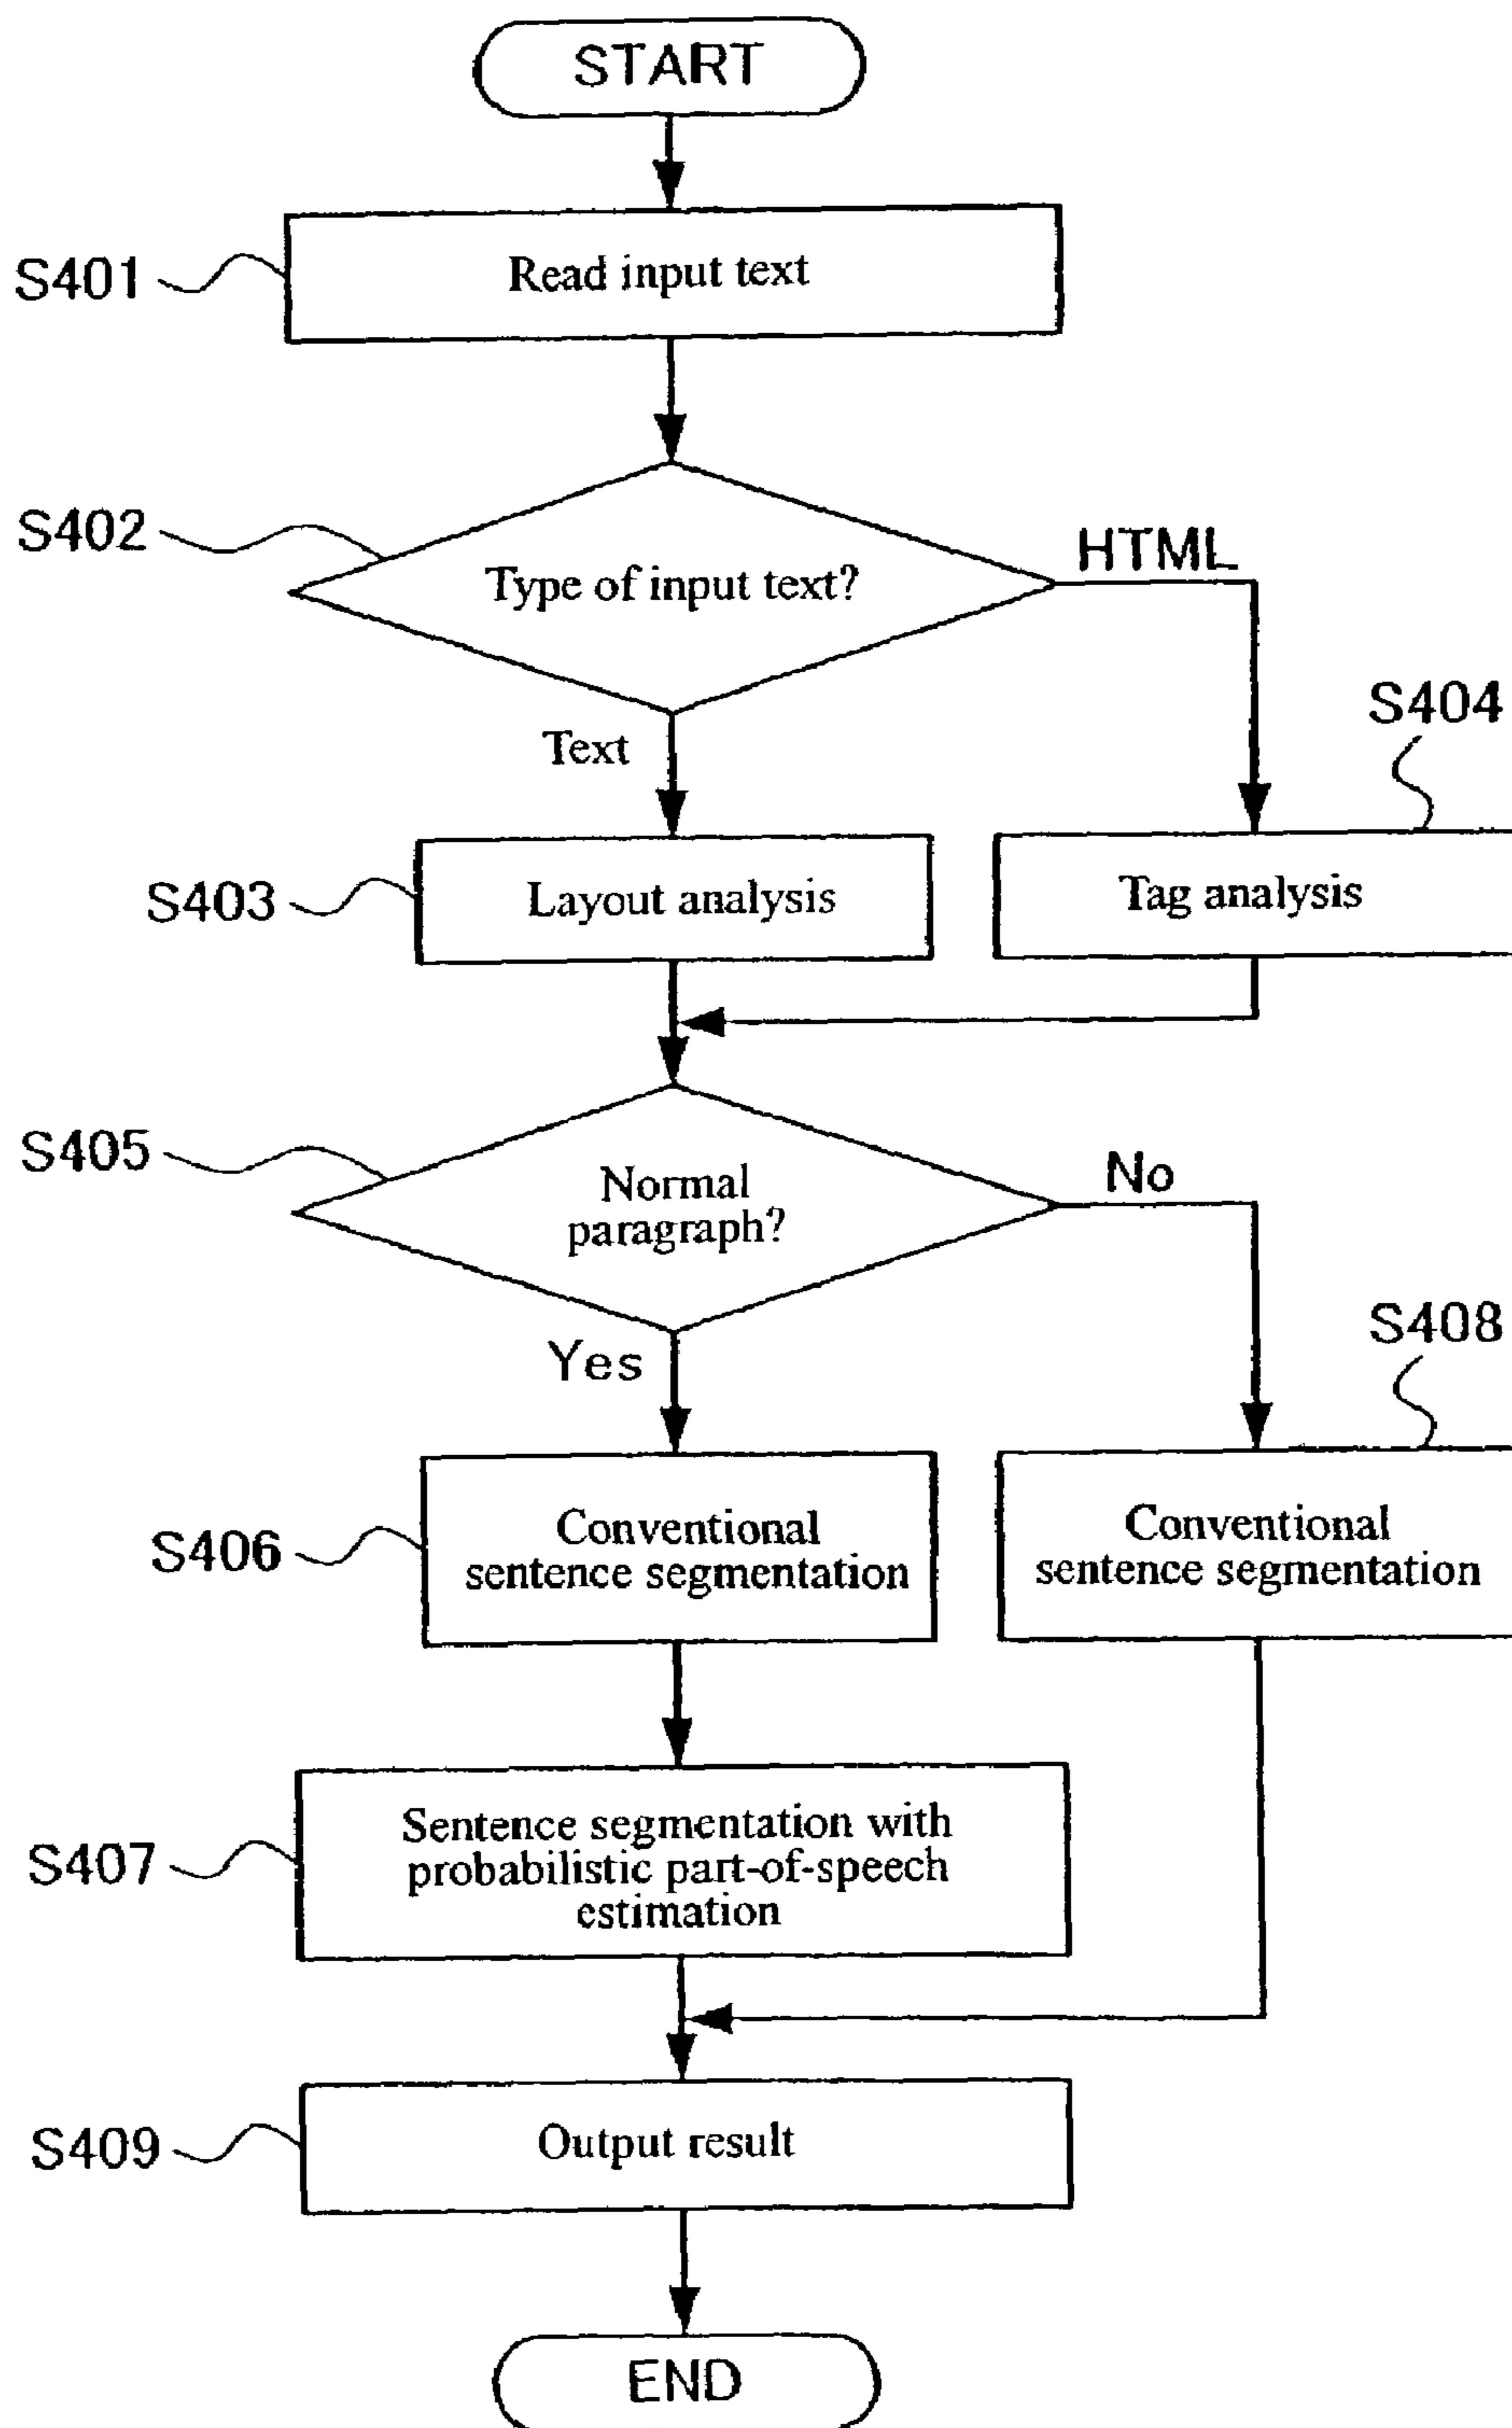 START
S401
Read input text
S402
Type of input text?
HTML
Text
S404
S403
Layout analysis
Tag analysis
S405
Normal
paragraph?
No
Yes
S408
S406
Conventional
sentence segmentation
Conventional
sentence segmentation
S407
Sentence segmentation with
probabilistic part-of-speech
estimation
S409
Output result
END